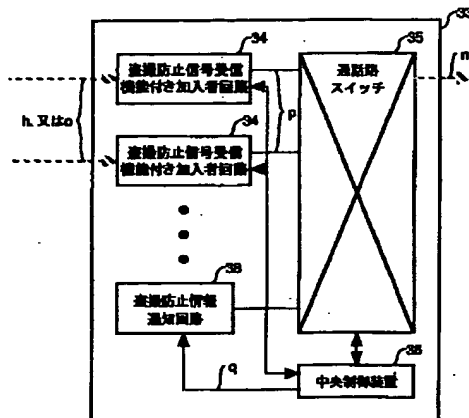 33
34
35
n
盗聴防止信号受信
機能付き加入者回路
通話路
スイッチ
h. 又はo
34
p
盗聴防止信号受信
機能付き加入者回路
盗聴防止情報
通知回路
q
中央制御装置